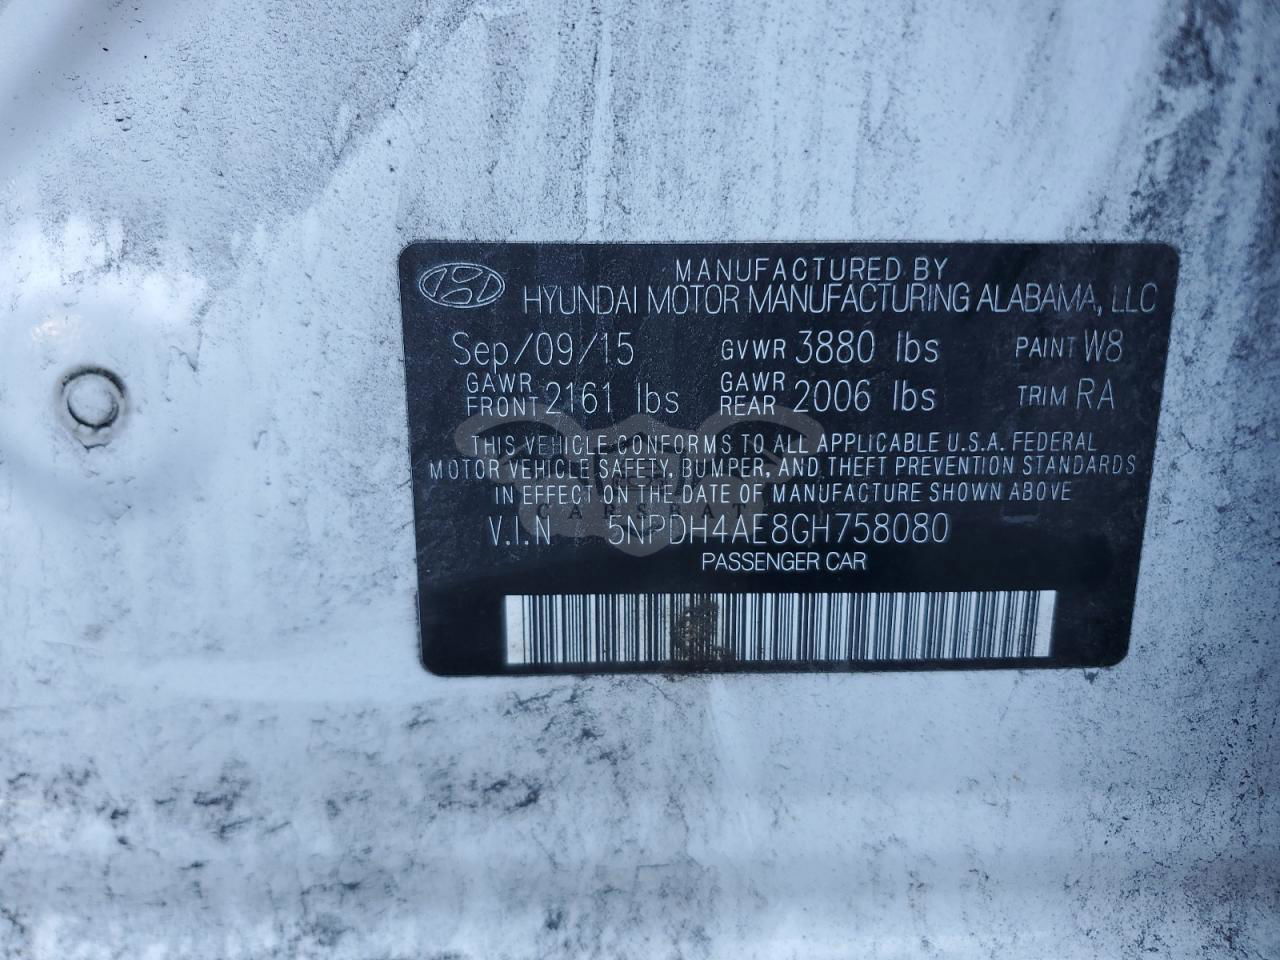 MANUFACTURED BY
HYUNDAI MOTOR MANUFACTURING ALABAMA, LLC
Sep/09/15 GVWR 3880 lbs PAINT W8
GAWR FRONT 2161 lbs GAWR REAR 2006 lbs TRIM RA
THIS VEHICLE CONFORMS TO ALL APPLICABLE U.S.A. FEDERAL
MOTOR VEHICLE SAFETY, BUMPER, AND THEFT PREVENTION STANDARDS
IN EFFECT ON THE DATE OF MANUFACTURE SHOWN ABOVE
CARSBAT
V.I.N 5NPDH4AE8GH758080
PASSENGER CAR